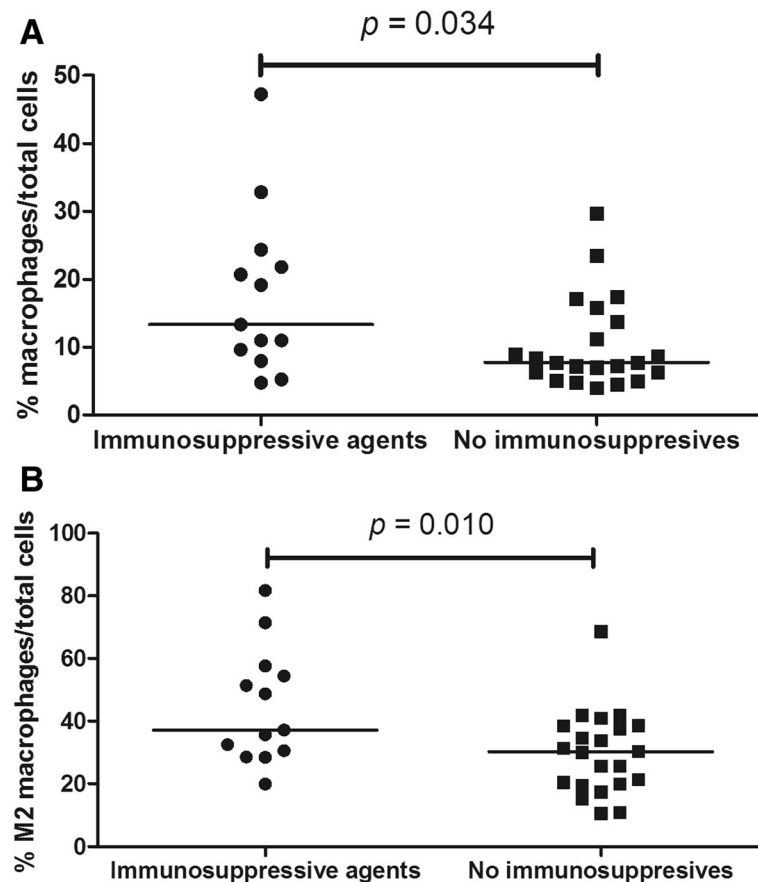 A
p = 0.034
% macrophages/total cells
50
40
30
20
10
0
Immunosuppressive agents No immunosuppresives
B
p = 0.010
% M2 macrophages/total cells
100
80
60
40
20
0
Immunosuppressive agents No immunosuppresives